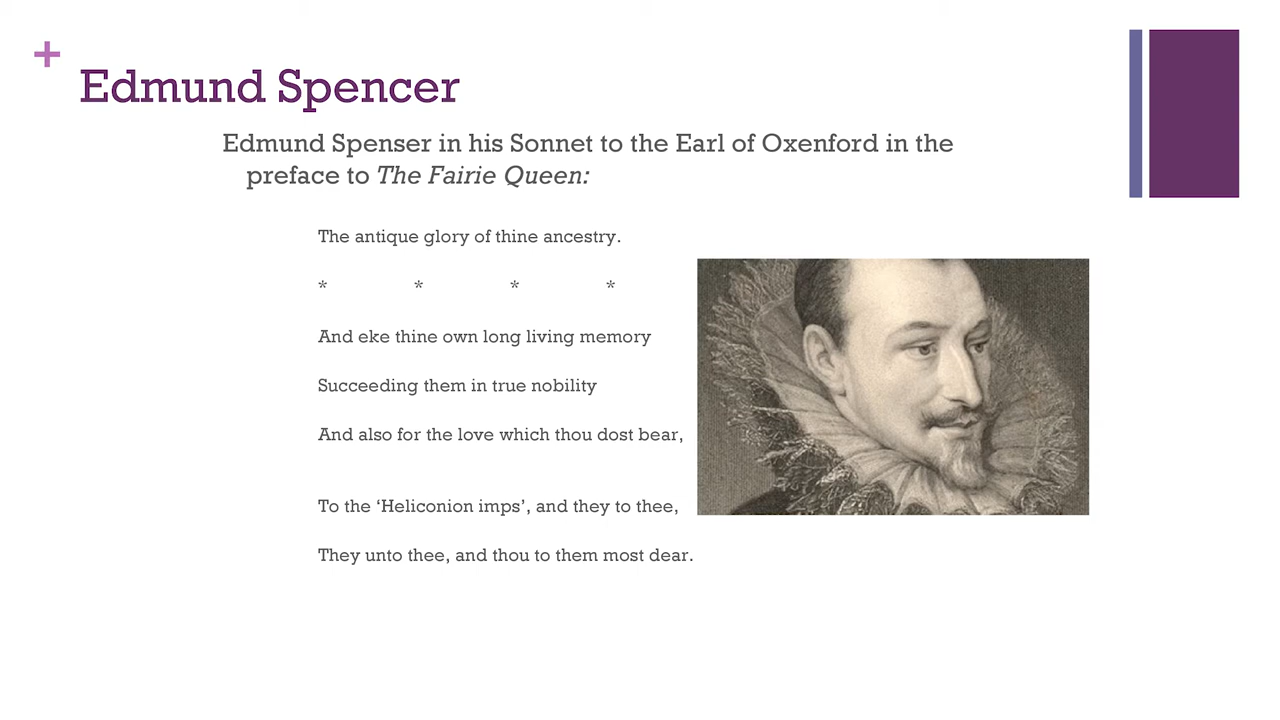 +
Edmund Spencer
Edmund Spenser in his Sonnet to the Earl of Oxenford in the
preface to The Fairie Queen:
The antique glory of thine ancestry.
* * * *
And eke thine own long living memory
Succeeding them in true nobility
And also for the love which thou dost bear,
To the ‘Heliconion imps’, and they to thee,
They unto thee, and thou to them most dear.